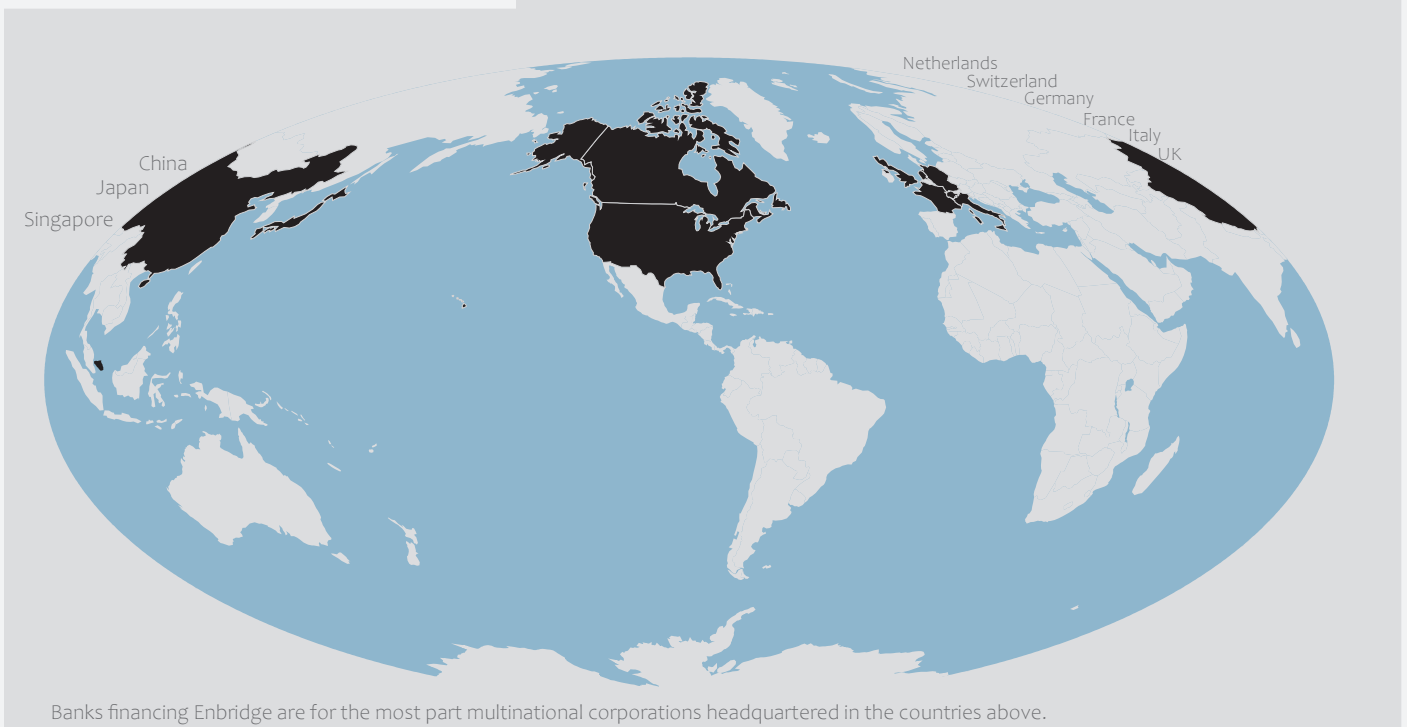 Netherlands
Switzerland
Germany
France
Italy
UK
China
Japan
Singapore
Banks financing Enbridge are for the most part multinational corporations headquartered in the countries above.